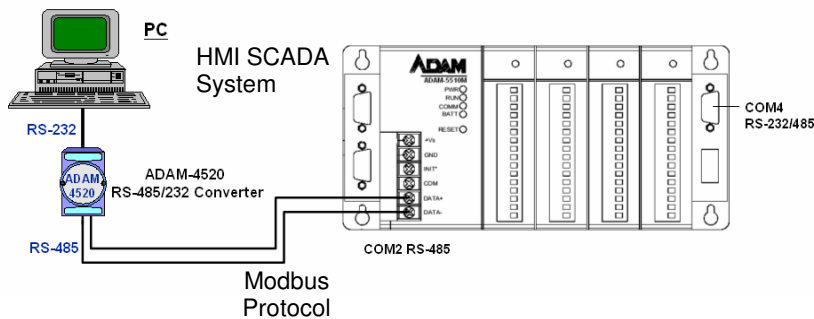 PC
HMI SCADA
System
RS-232
ADAM
4520
ADAM-4520
RS-485/232 Converter
RS-485
Modbus
Protocol
ADAM
ADAM-5510M
PWR
RUN
COMM
BATT
RESET
+Vs
GND
INIT*
COM
DATA+
DATA-
COM2 RS-485
COM4
RS-232/485